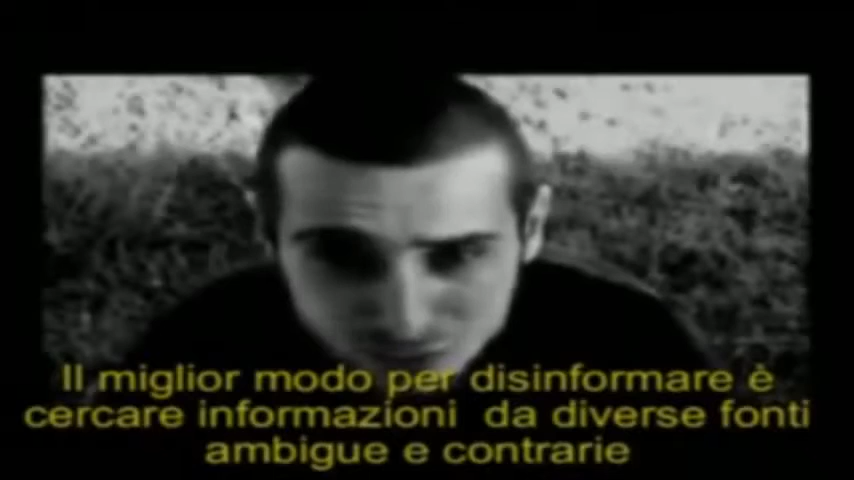 Il miglior modo per disinformare è
cercare informazioni da diverse fonti
ambigue e contrarie